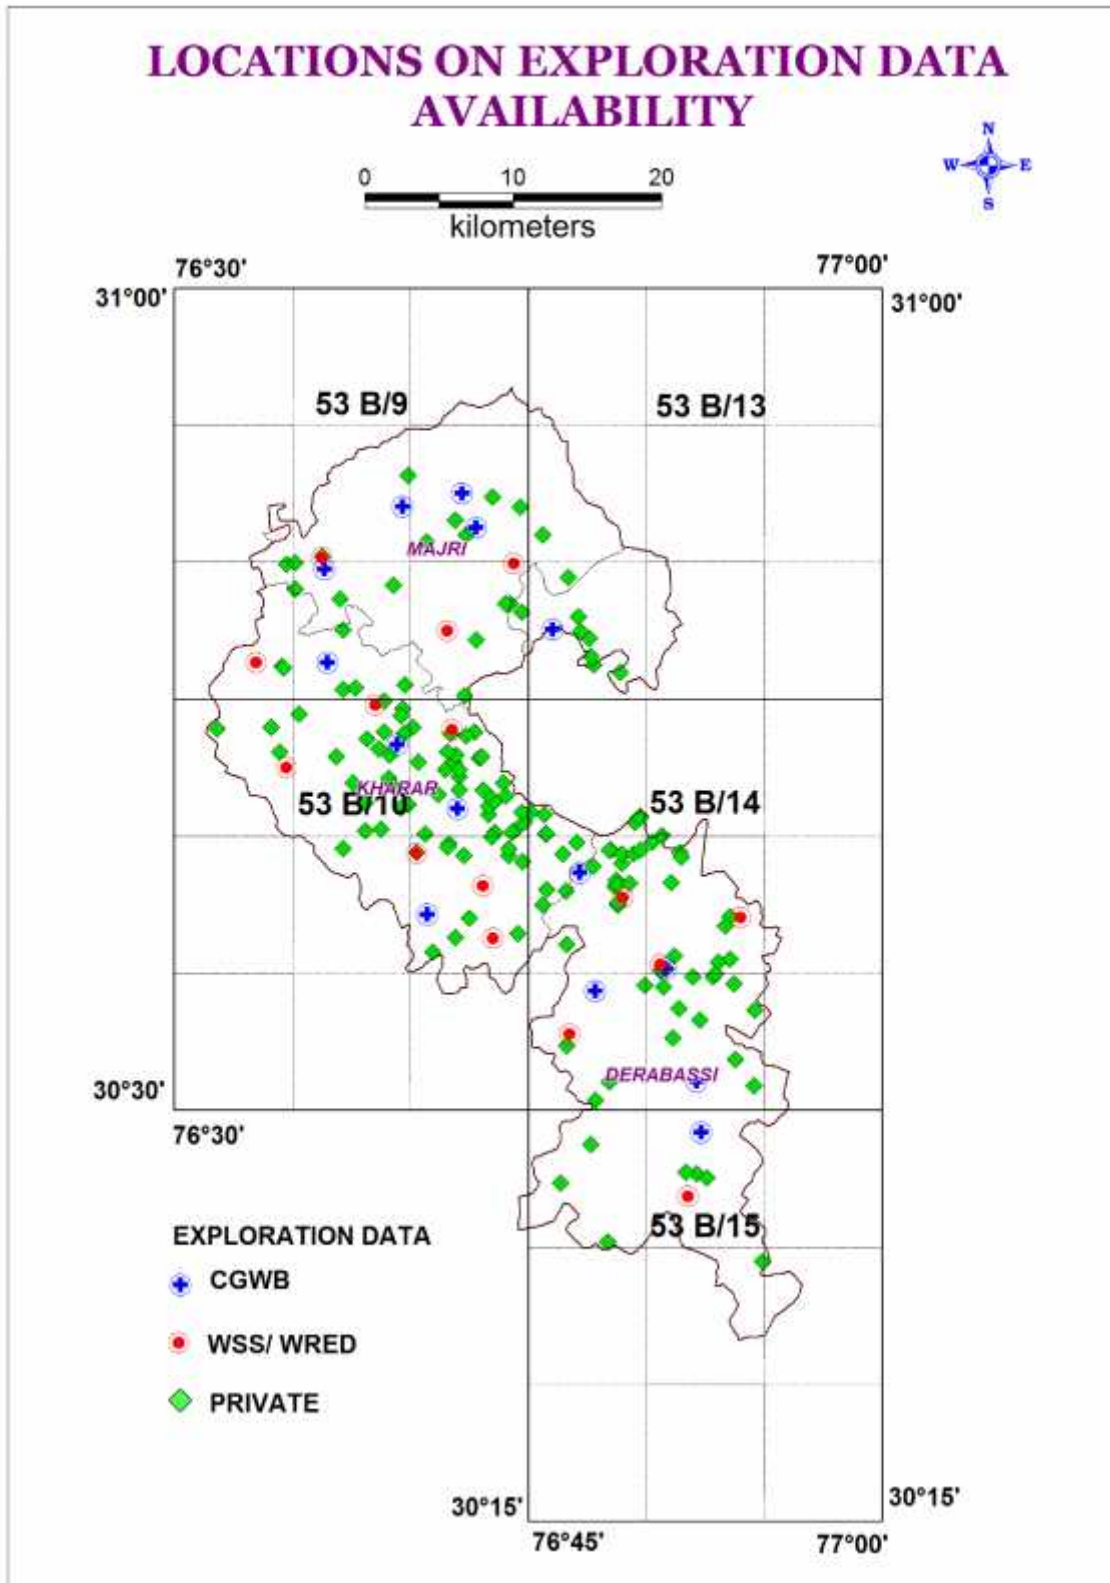 LOCATIONS ON EXPLORATION DATA
AVAILABILITY
N
W E
S
0 10 20
kilometers
76°30' 77°00'
31°00' 31°00'
53 B/9 53 B/13
MAJRI
KHARAR
53 B/10 53 B/14
DERABASSI
30°30'
76°30'
53 B/15
EXPLORATION DATA
CGWB
WSS/ WRED
PRIVATE
30°15' 30°15'
76°45' 77°00'